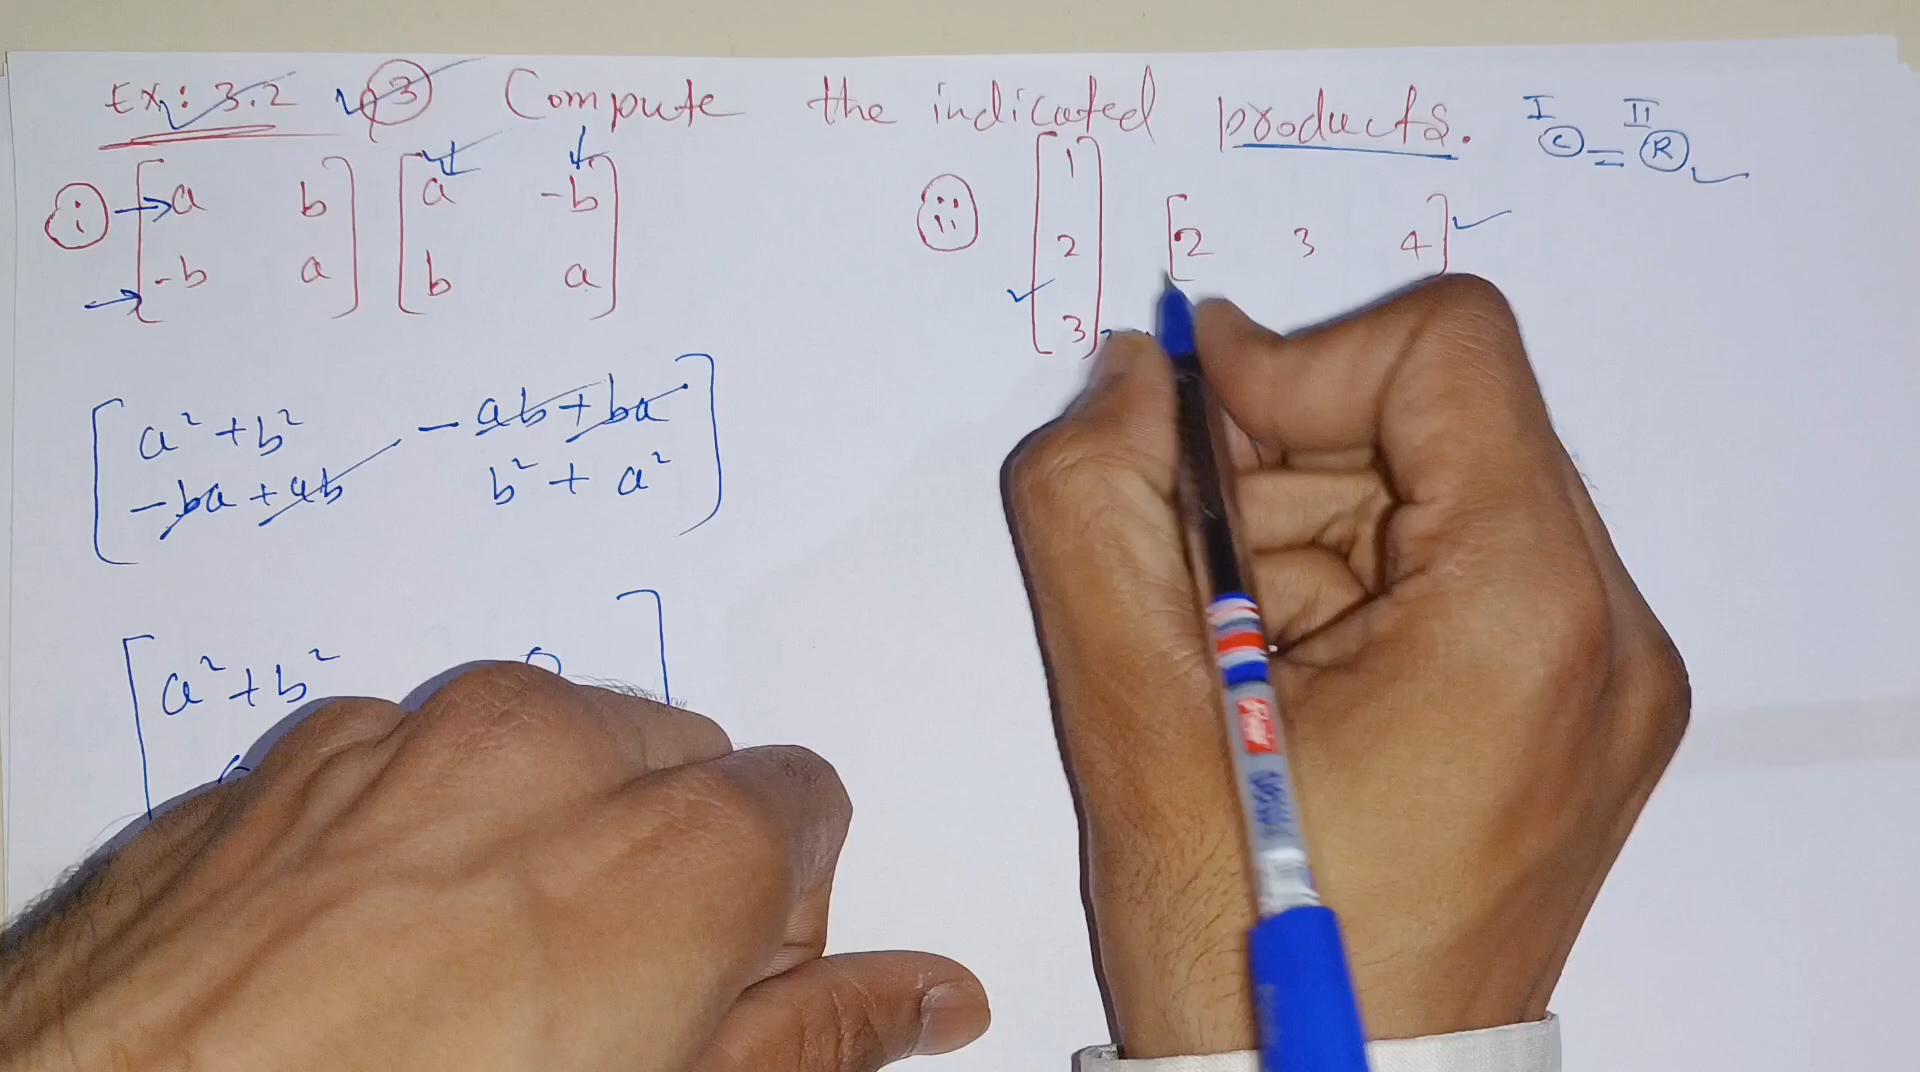 Ex: 3.2 3 Compute the indicated products. I C = II R
i [ a b ] [ a -b ]
[ -b a ] [ b a ]
ii [ 1 ]
[ 2 ] [ 2 3 4 ]
[ 3 ]
[ a² + b² - ab + ba ]
[ - ba + ab b² + a² ]
[ a² + b² 0 ]